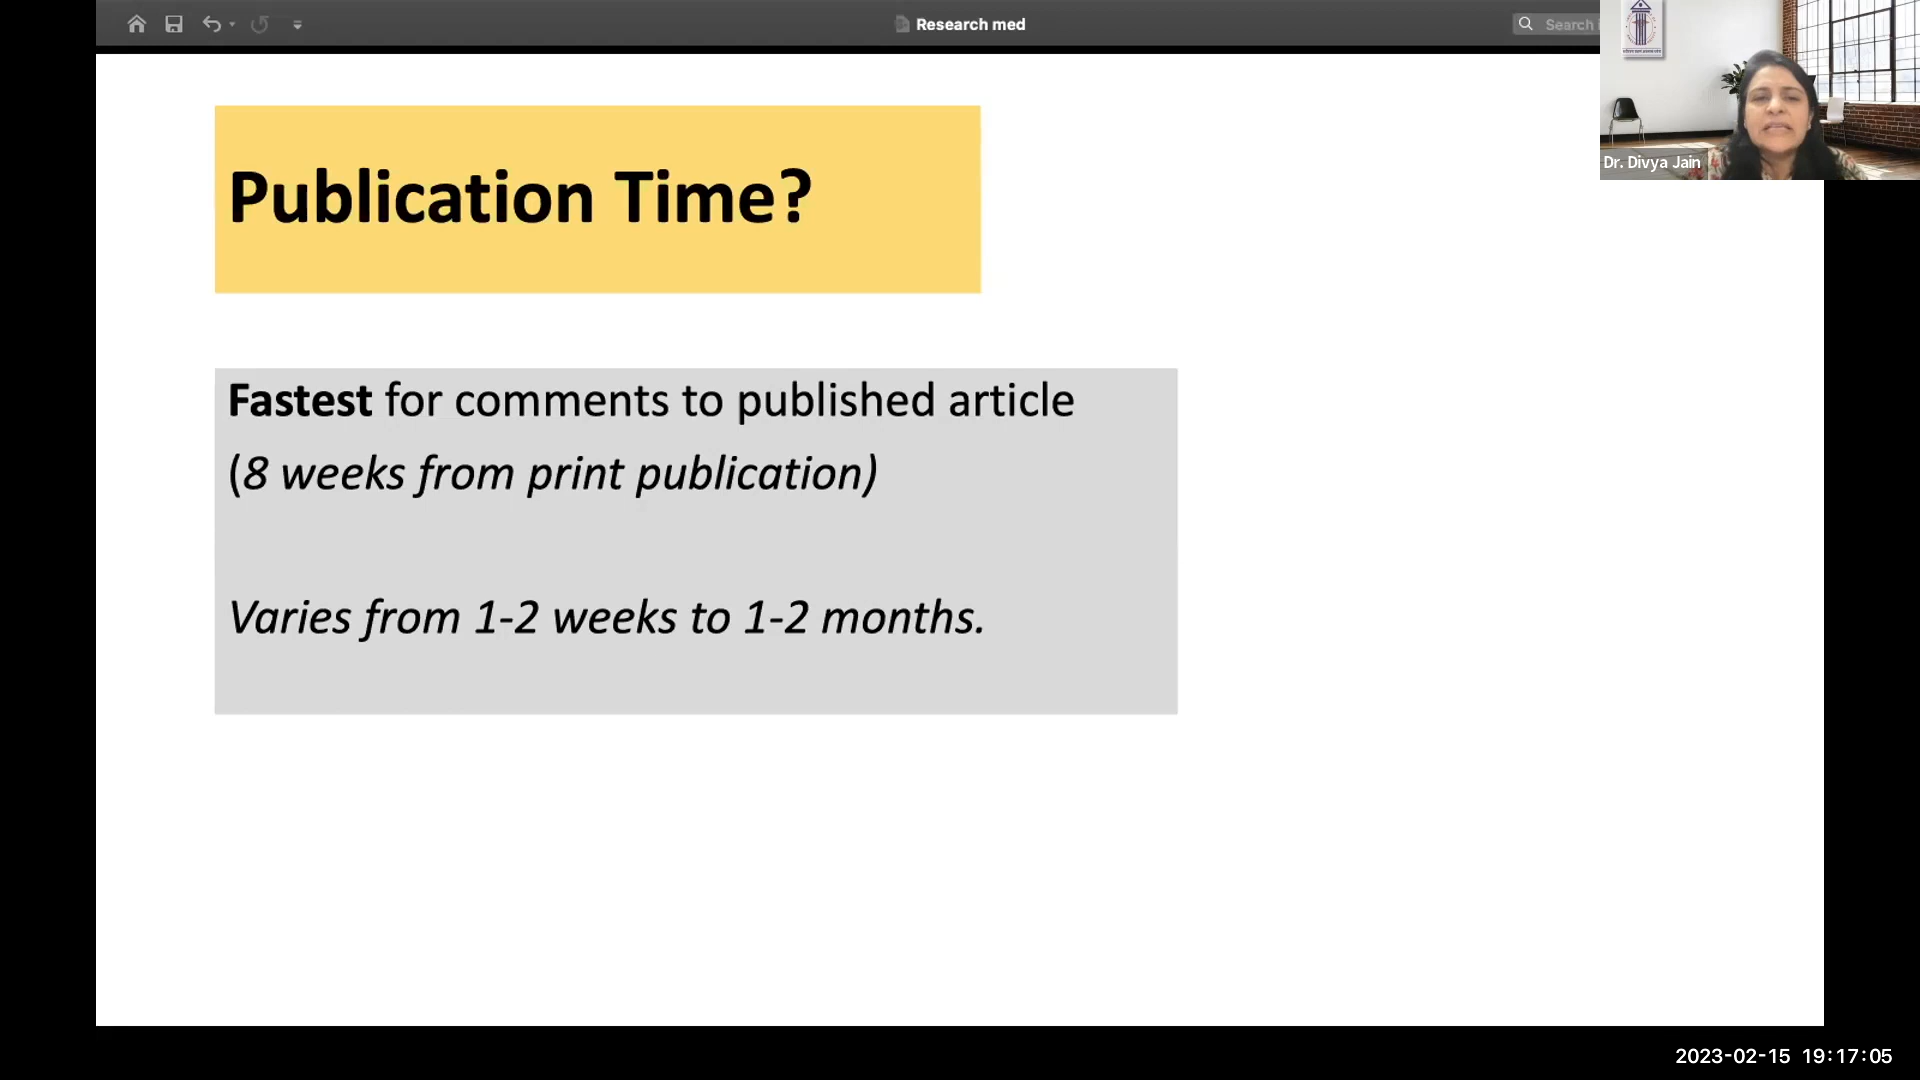 Research med
Search i
Publication Time?
Dr. Divya Jain
Fastest for comments to published article
(8 weeks from print publication)
Varies from 1-2 weeks to 1-2 months.
2023-02-15 19:17:05